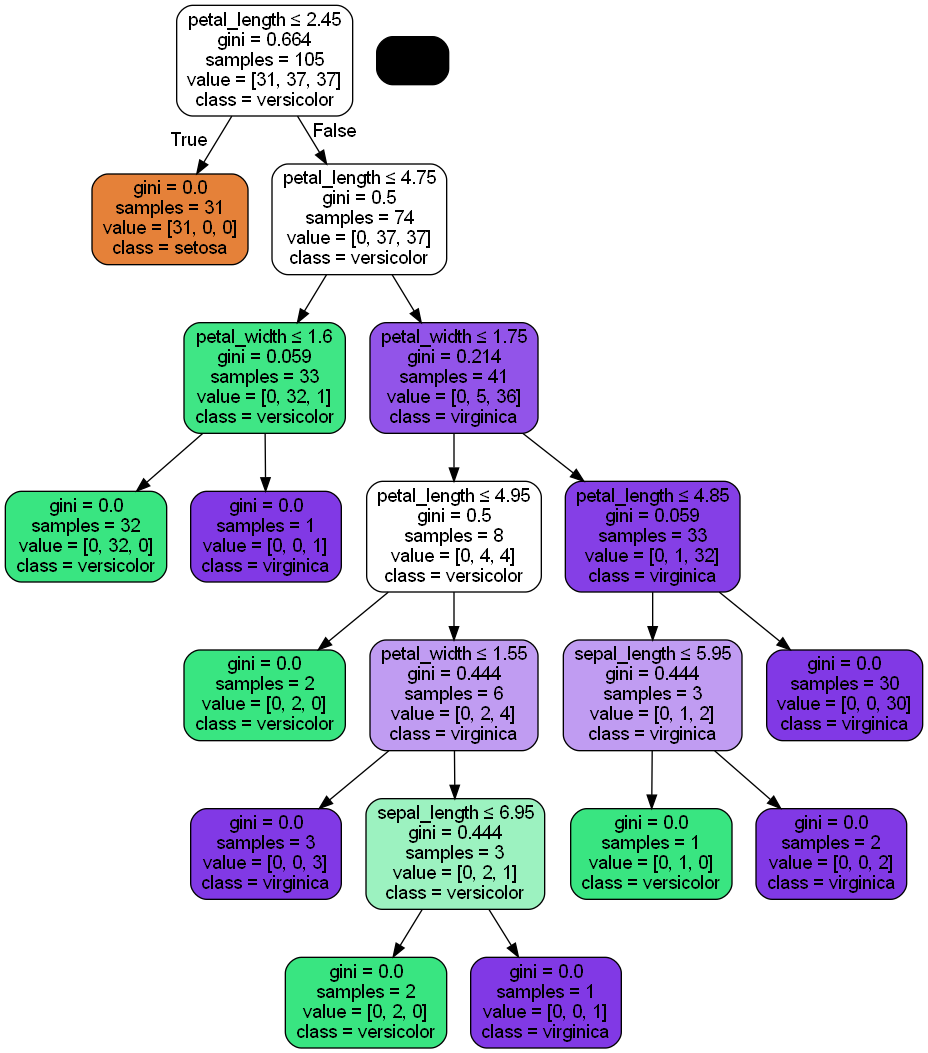 petal_length ≤ 2.45
gini = 0.664
samples = 105
value = [31, 37, 37]
class = versicolor
True
False
gini = 0.0
samples = 31
value = [31, 0, 0]
class = setosa
petal_length ≤ 4.75
gini = 0.5
samples = 74
value = [0, 37, 37]
class = versicolor
petal_width ≤ 1.6
gini = 0.059
samples = 33
value = [0, 32, 1]
class = versicolor
petal_width ≤ 1.75
gini = 0.214
samples = 41
value = [0, 5, 36]
class = virginica
gini = 0.0
samples = 32
value = [0, 32, 0]
class = versicolor
gini = 0.0
samples = 1
value = [0, 0, 1]
class = virginica
petal_length ≤ 4.95
gini = 0.5
samples = 8
value = [0, 4, 4]
class = versicolor
petal_length ≤ 4.85
gini = 0.059
samples = 33
value = [0, 1, 32]
class = virginica
gini = 0.0
samples = 2
value = [0, 2, 0]
class = versicolor
petal_width ≤ 1.55
gini = 0.444
samples = 6
value = [0, 2, 4]
class = virginica
sepal_length ≤ 5.95
gini = 0.444
samples = 3
value = [0, 1, 2]
class = virginica
gini = 0.0
samples = 30
value = [0, 0, 30]
class = virginica
gini = 0.0
samples = 3
value = [0, 0, 3]
class = virginica
sepal_length ≤ 6.95
gini = 0.444
samples = 3
value = [0, 2, 1]
class = versicolor
gini = 0.0
samples = 1
value = [0, 1, 0]
class = versicolor
gini = 0.0
samples = 2
value = [0, 0, 2]
class = virginica
gini = 0.0
samples = 2
value = [0, 2, 0]
class = versicolor
gini = 0.0
samples = 1
value = [0, 0, 1]
class = virginica